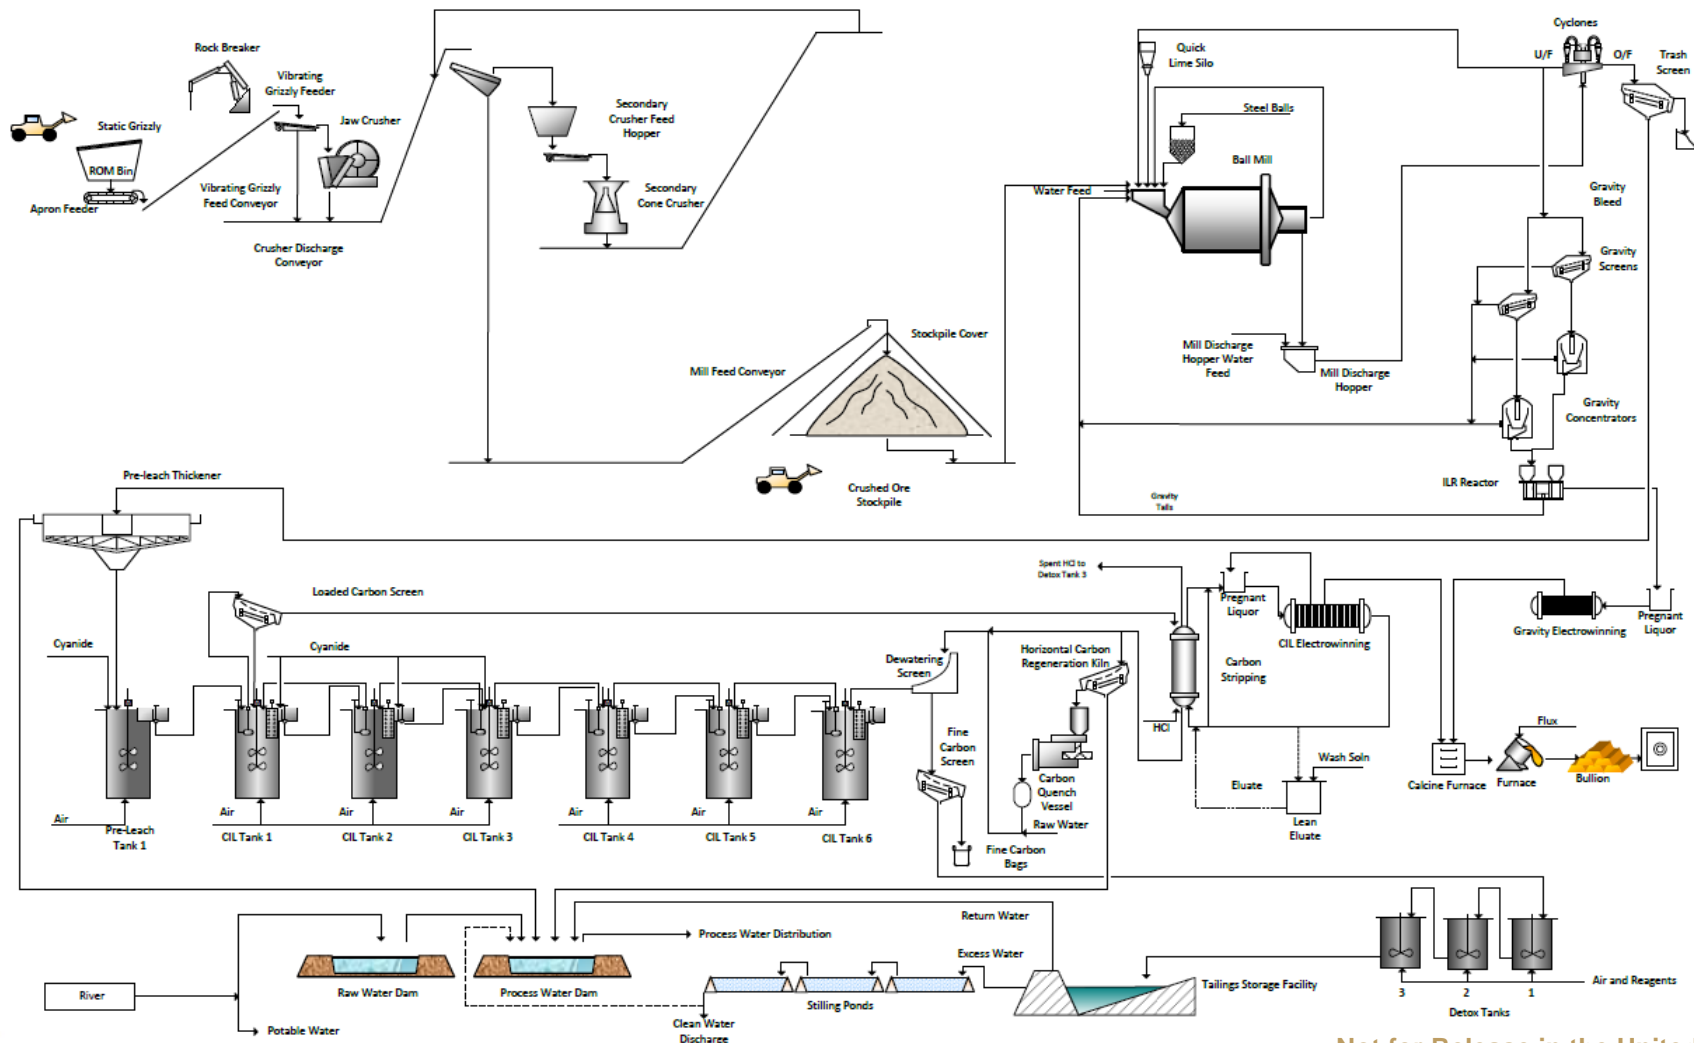 Rock Breaker
Vibrating
Grizzly Feeder
Jaw Crusher
Static Grizzly
ROM Bin
Apron Feeder
Vibrating Grizzly
Feed Conveyor
Crusher Discharge
Conveyor
Secondary
Crusher Feed
Hopper
Secondary
Cone Crusher
Mill Feed Conveyor
Stockpile Cover
Crushed Ore
Stockpile
Quick
Lime Silo
Steel Balls
Ball Mill
Water Feed
Mill Discharge
Hopper Water
Feed
Mill Discharge
Hopper
Cyclones
U/F
O/F
Trash
Screen
Gravity
Bleed
Gravity
Screens
Gravity
Concentrators
ILR Reactor
Gravity
Tails
Pre-leach Thickener
Loaded Carbon Screen
Cyanide
Cyanide
Air
Pre-Leach
Tank 1
Air
CIL Tank 1
Air
CIL Tank 2
Air
CIL Tank 3
Air
CIL Tank 4
Air
CIL Tank 5
Air
CIL Tank 6
Dewatering
Screen
Fine
Carbon
Screen
Fine Carbon
Bags
Horizontal Carbon
Regeneration Kiln
Carbon
Quench
Vessel
Raw Water
Spent HCl to
Detox Tank 3
HCl
Pregnant
Liquor
Carbon
Stripping
CIL Electrowinning
Eluate
Wash Soln
Lean
Eluate
Gravity Electrowinning
Pregnant
Liquor
Calcine Furnace
Flux
Furnace
Bullion
River
Potable Water
Raw Water Dam
Process Water Dam
Process Water Distribution
Clean Water
Discharge
Stilling Ponds
Excess Water
Return Water
Tailings Storage Facility
3
2
1
Detox Tanks
Air and Reagents